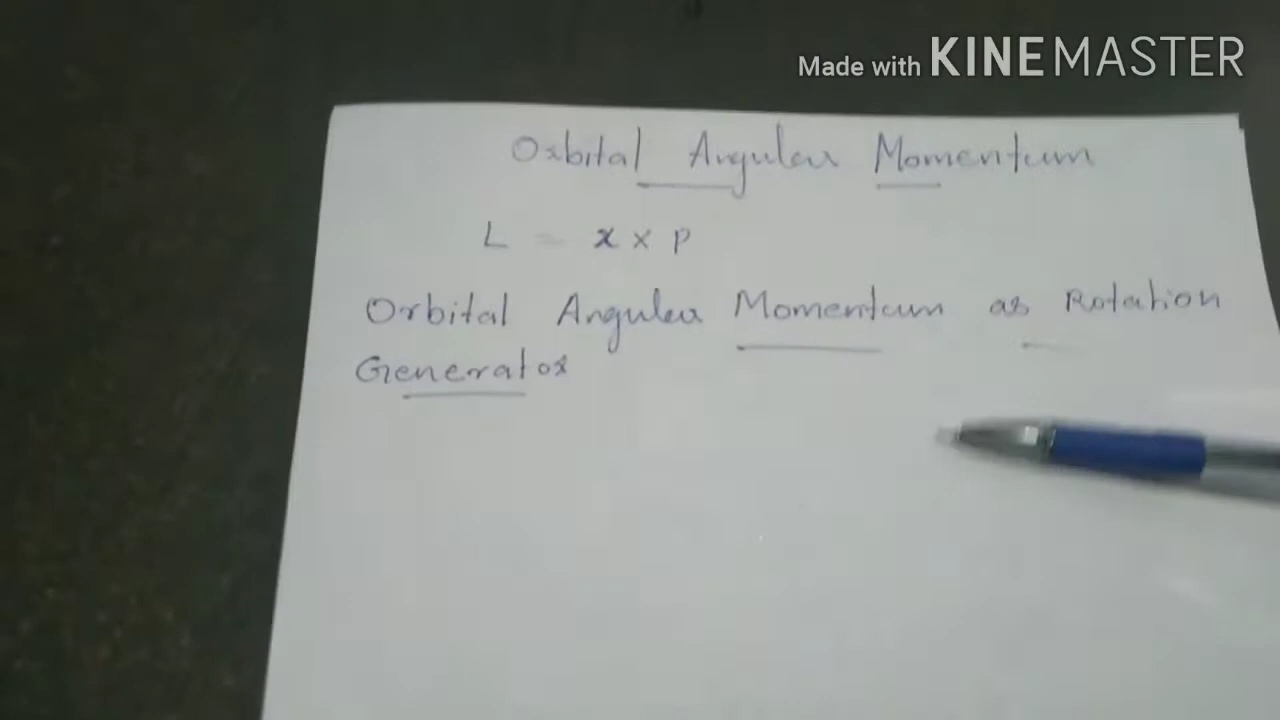 Made with KINEMASTER
Orbital Angular Momentum
L = x × p
Orbital Angular Momentum as Rotation
Generator